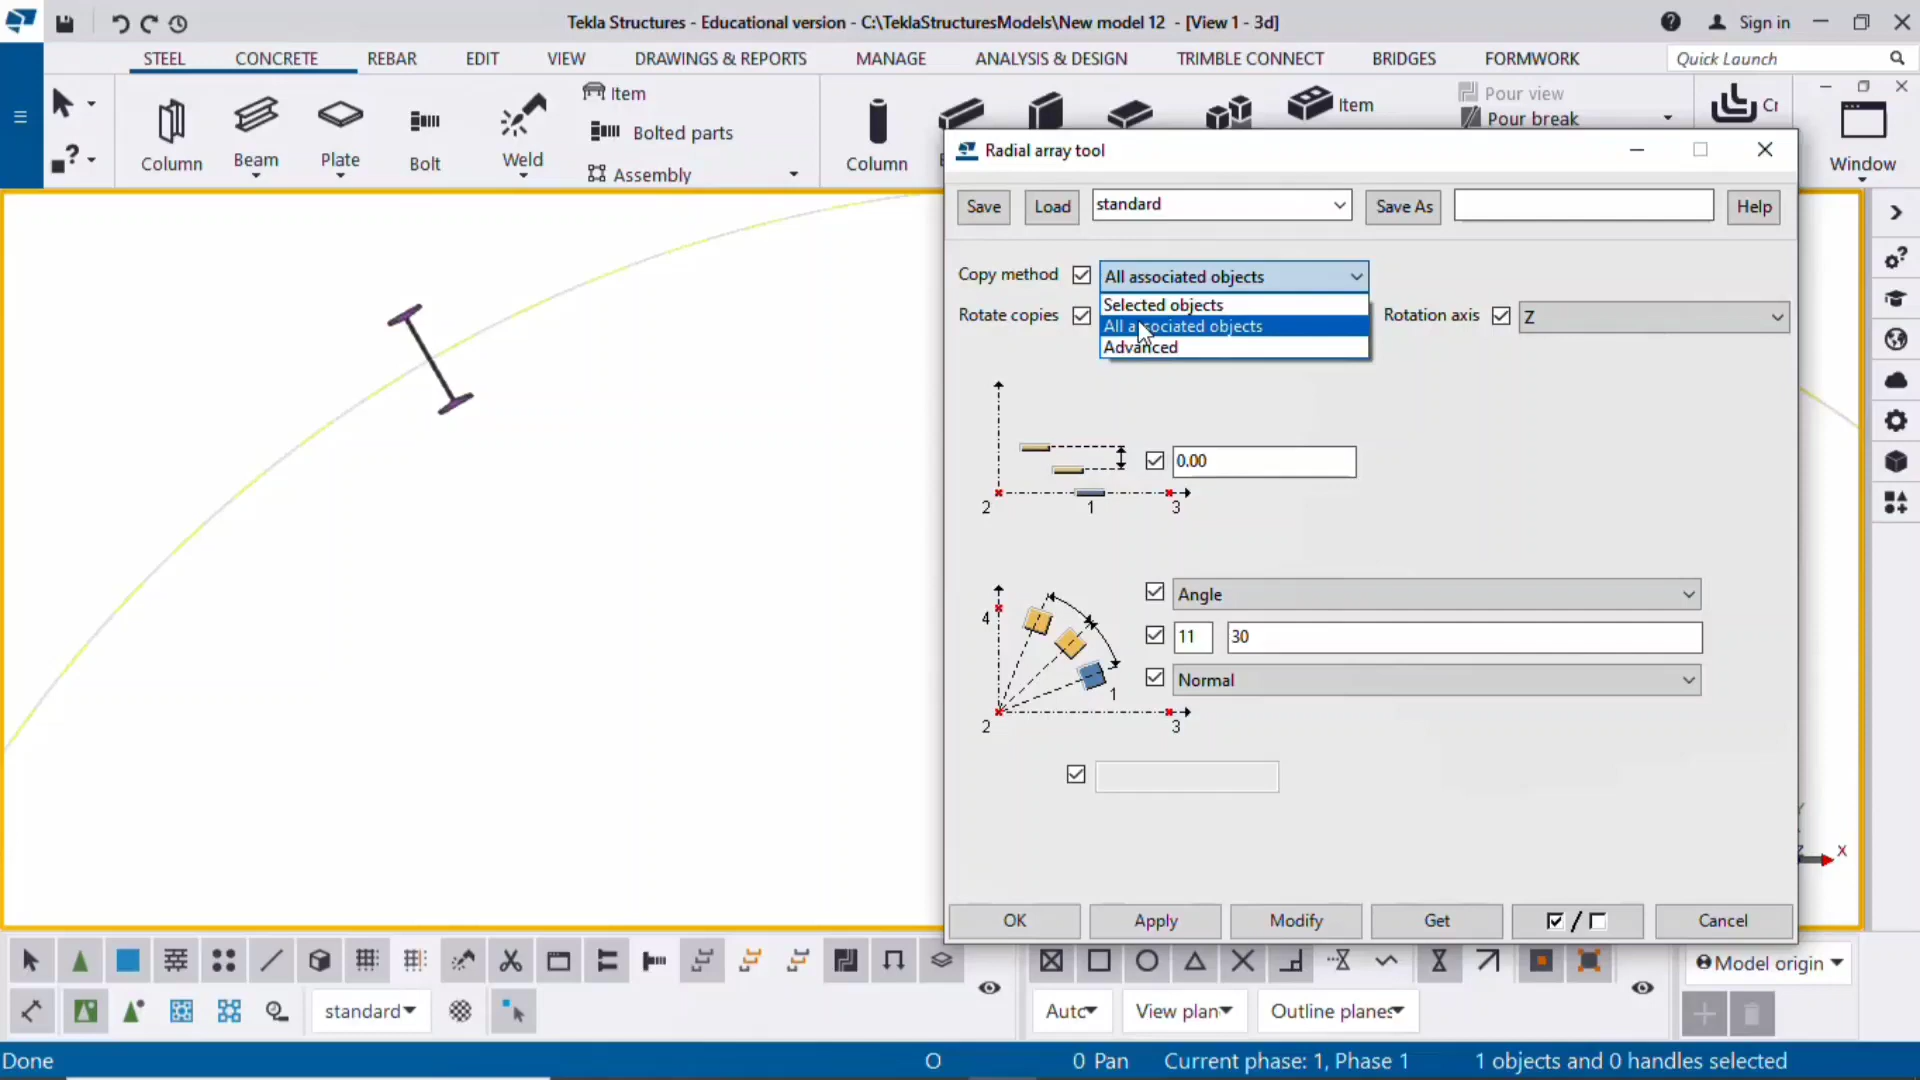 Tekla Structures - Educational version - C:\TeklaStructuresModels\New model 12 - [View 1 - 3d]
Sign in
STEEL CONCRETE REBAR EDIT VIEW DRAWINGS & REPORTS MANAGE ANALYSIS & DESIGN TRIMBLE CONNECT BRIDGES FORMWORK Quick Launch
Column Beam Plate Bolt Weld
Item
Bolted parts
Assembly
Column
Item
Pour view
Pour break
Window
Radial array tool
Save Load standard Save As Help
Copy method All associated objects
Selected objects
All associated objects
Advanced
Rotate copies Rotation axis Z
0.00
2 1 3
Angle
4
11 30
1
Normal
2 3
OK Apply Modify Get / Cancel
X
Model origin
standard
View plan
Outline planes
Done O 0 Pan Current phase: 1, Phase 1 1 objects and 0 handles selected